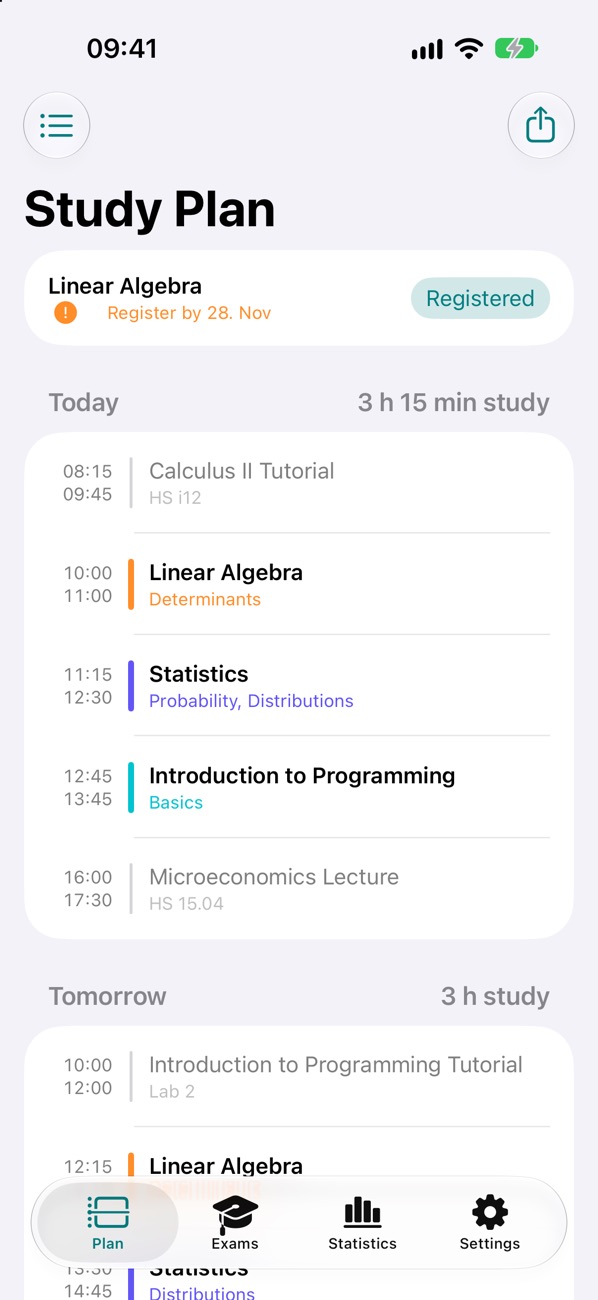 09:41
Study Plan
Linear Algebra
! Register by 28. Nov
Registered
Today 3 h 15 min study
08:15 Calculus II Tutorial
09:45 HS i12
10:00 Linear Algebra
11:00 Determinants
11:15 Statistics
12:30 Probability, Distributions
12:45 Introduction to Programming
13:45 Basics
16:00 Microeconomics Lecture
17:30 HS 15.04
Tomorrow 3 h study
10:00 Introduction to Programming Tutorial
12:00 Lab 2
12:15 Linear Algebra
Plan Exams Statistics Settings
13:30 Statistics
14:45 Distributions